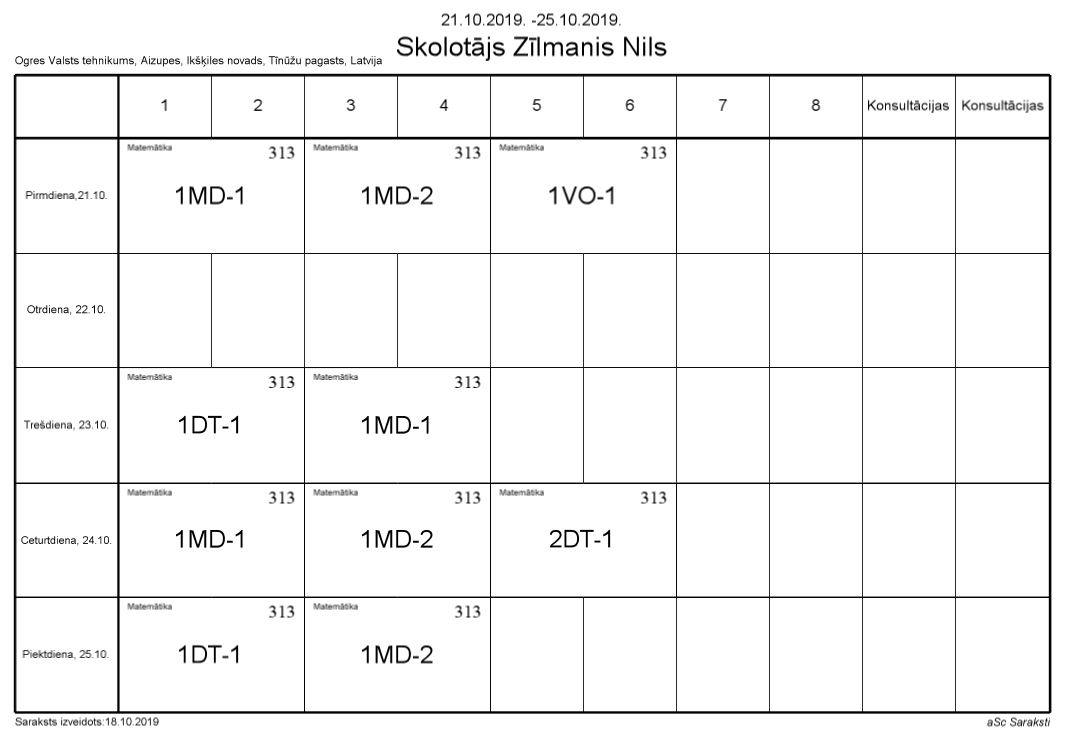 21.10.2019. -25.10.2019.
Skolotājs Zīlmanis Nils
Ogres Valsts tehnikums, Aizupes, Ikšķiles novads, Tīnūžu pagasts, Latvija
1 2 3 4 5 6 7 8 Konsultācijas Konsultācijas
Matemātika 313 Matemātika 313 Matemātika 313
Pirmdiena,21.10. 1MD-1 1MD-2 1VO-1
Otrdiena, 22.10.
Matemātika 313 Matemātika 313
Trešdiena, 23.10. 1DT-1 1MD-1
Matemātika 313 Matemātika 313 Matemātika 313
Ceturtdiena, 24.10. 1MD-1 1MD-2 2DT-1
Matemātika 313 Matemātika 313
Piektdiena, 25.10. 1DT-1 1MD-2
Saraksts izveidots:18.10.2019 aSc Saraksti